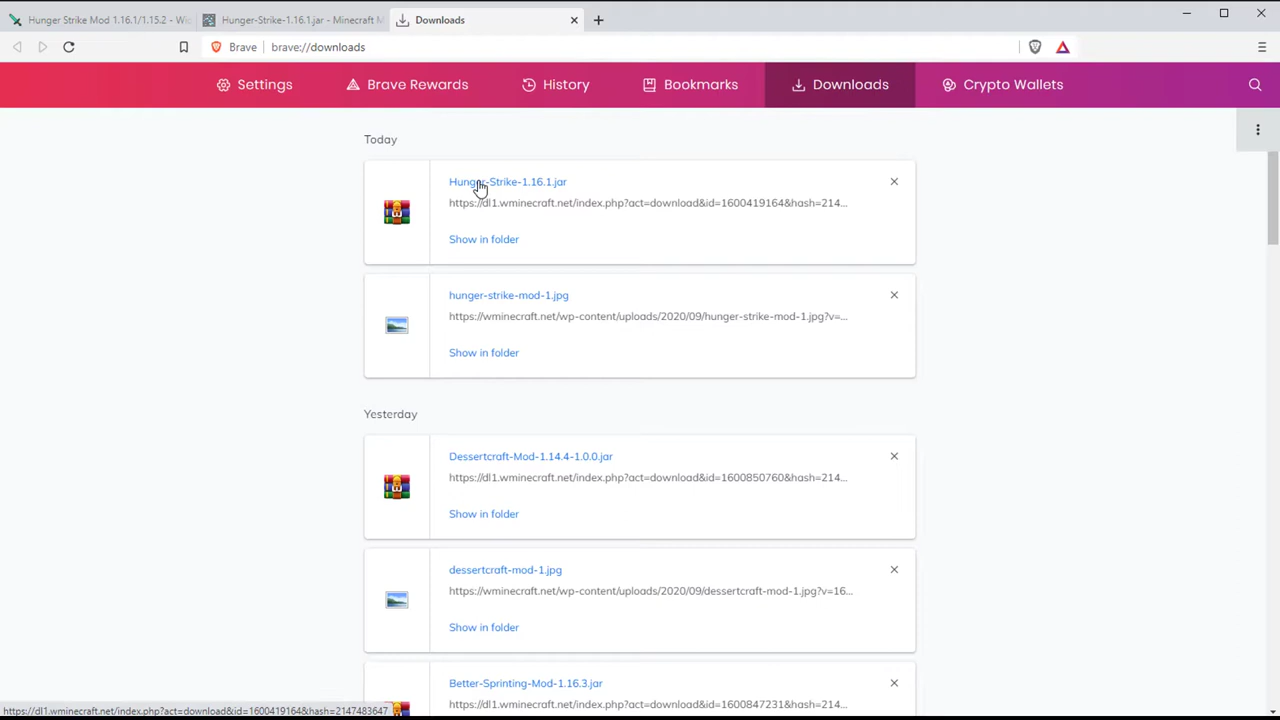 Hunger Strike Mod 1.16.1/1.15.2 - Wi
Hunger-Strike-1.16.1.jar - Minecraft M
Downloads
Brave
brave://downloads
Settings
Brave Rewards
History
Bookmarks
Downloads
Crypto Wallets
Today
Hunger-Strike-1.16.1.jar
https://dl1.wminecraft.net/index.php?act=download&id=1600419164&hash=214...
Show in folder
hunger-strike-mod-1.jpg
https://wminecraft.net/wp-content/uploads/2020/09/hunger-strike-mod-1.jpg?v=...
Show in folder
Yesterday
Dessertcraft-Mod-1.14.4-1.0.0.jar
https://dl1.wminecraft.net/index.php?act=download&id=1600850760&hash=214...
Show in folder
dessertcraft-mod-1.jpg
https://wminecraft.net/wp-content/uploads/2020/09/dessertcraft-mod-1.jpg?v=16...
Show in folder
Better-Sprinting-Mod-1.16.3.jar
https://dl1.wminecraft.net/index.php?act=download&id=1600847231&hash=214...
https://dl1.wminecraft.net/index.php?act=download&id=1600419164&hash=2147483647